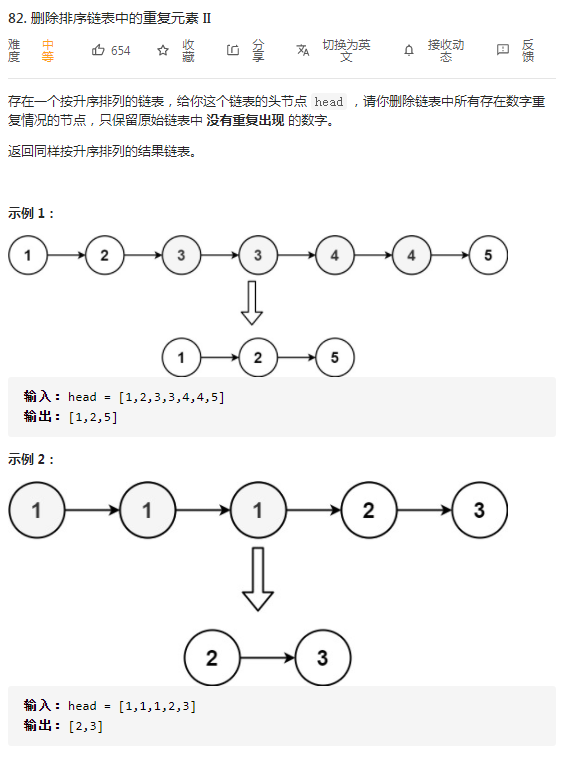 82. 删除排序链表中的重复元素 II
难度 中等 654 收藏 分享 切换为英文 接收动态 反馈
存在一个按升序排列的链表，给你这个链表的头节点 head ，请你删除链表中所有存在数字重
复情况的节点，只保留原始链表中 没有重复出现 的数字。
返回同样按升序排列的结果链表。
示例 1：
1 2 3 3 4 4 5
1 2 5
输入：head = [1,2,3,3,4,4,5]
输出：[1,2,5]
示例 2：
1 1 1 2 3
2 3
输入：head = [1,1,1,2,3]
输出：[2,3]